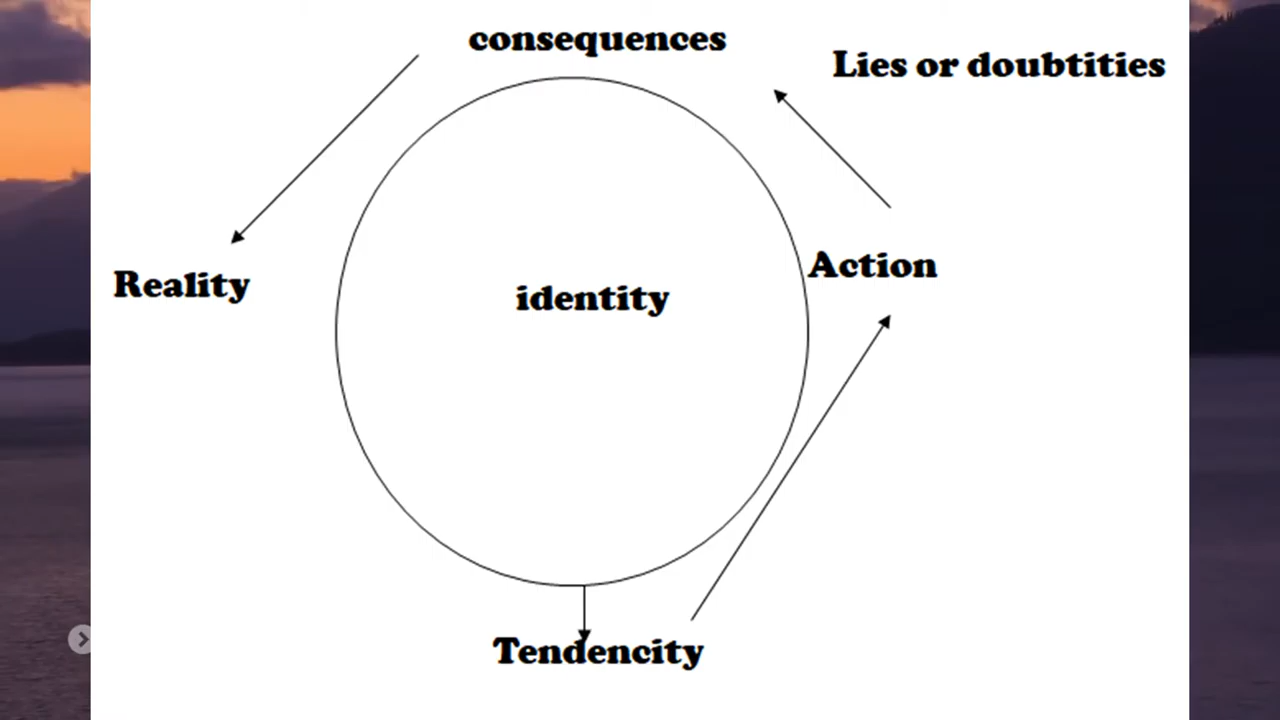 consequences
Lies or doubtities
Action
Reality
identity
Tendencity